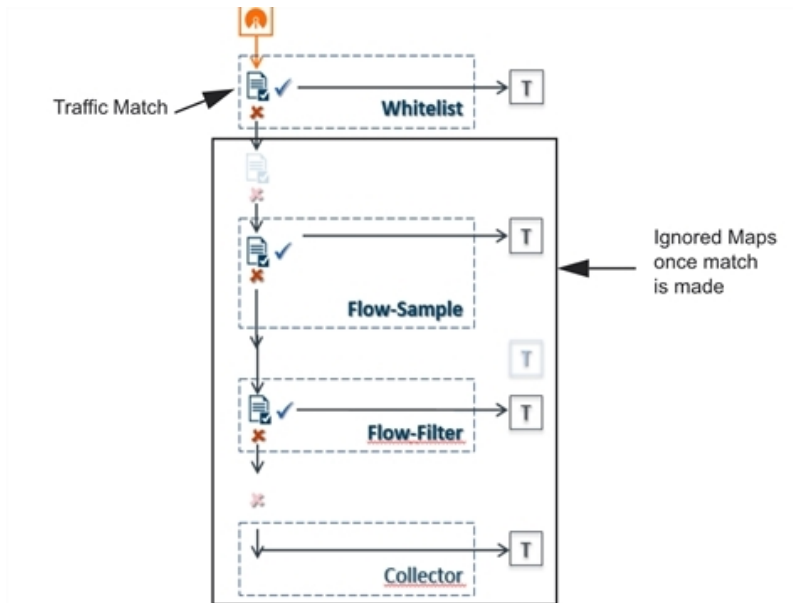 Traffic Match
T
Whitelist
T
Ignored Maps
once match
is made
Flow-Sample
T
T
Flow-Filter
T
Collector